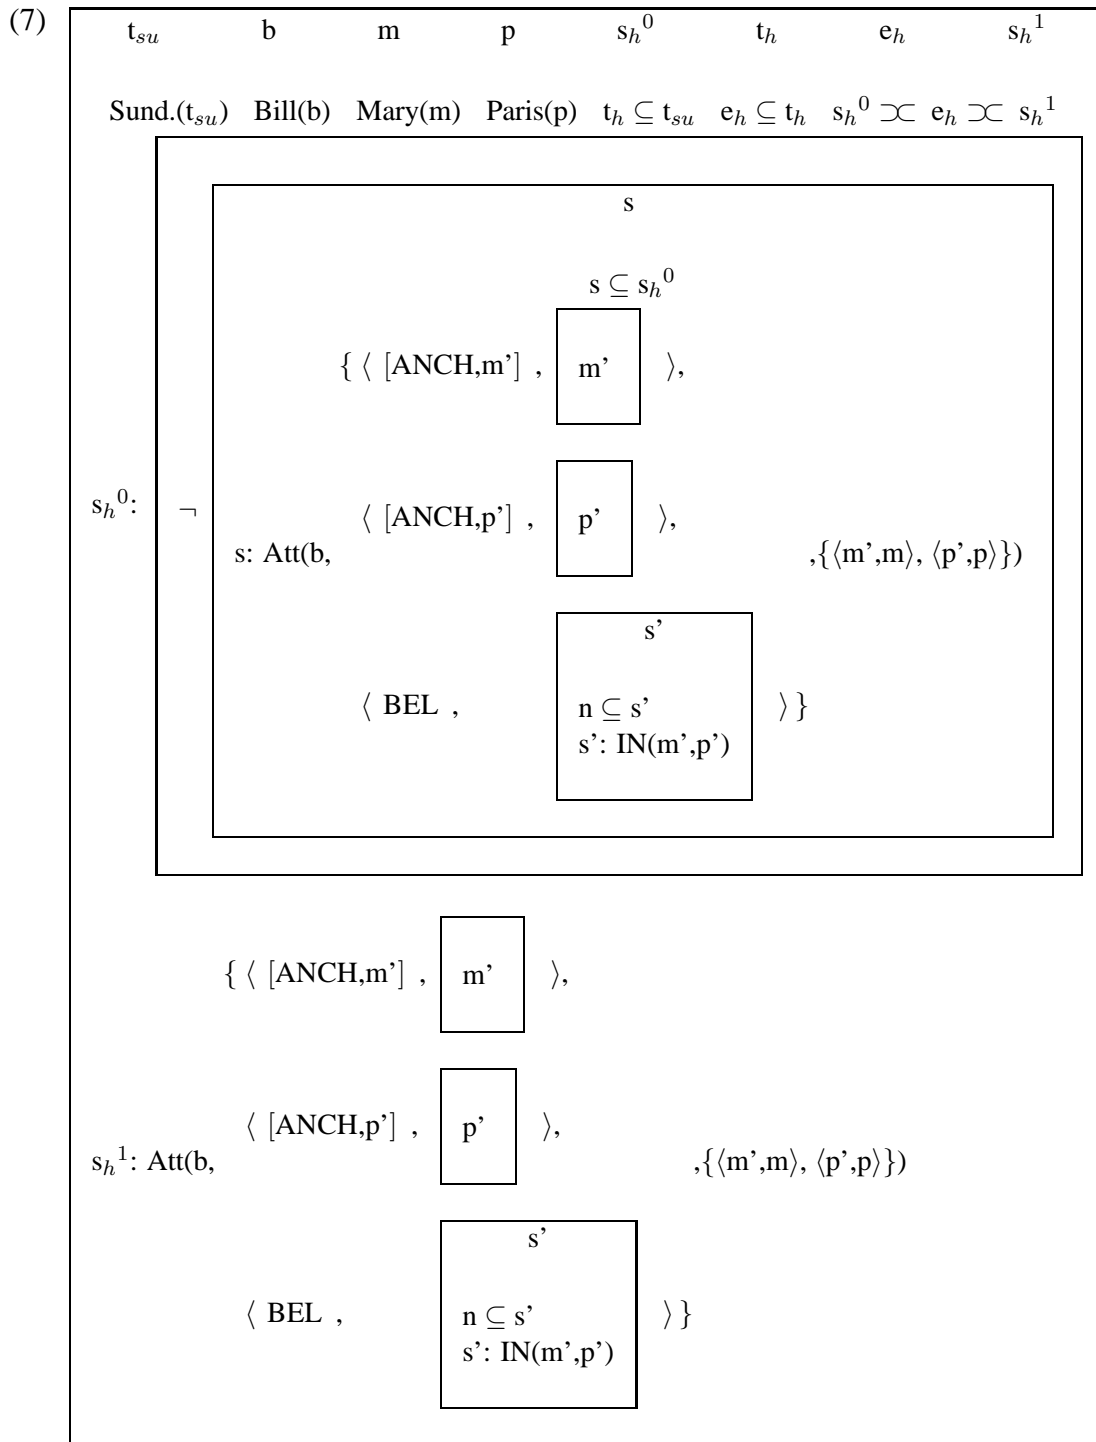 (7)
t_su b m p s_h^0 t_h e_h s_h^1
Sund.(t_su) Bill(b) Mary(m) Paris(p) t_h ⊆ t_su e_h ⊆ t_h s_h^0 ⊃⊂ e_h ⊃⊂ s_h^1
s
s ⊆ s_h^0
{ ⟨ [ANCH,m’] , m’ ⟩,
s_h^0: ¬
⟨ [ANCH,p’] , p’ ⟩,
s: Att(b, ,{⟨m’,m⟩, ⟨p’,p⟩})
s’
⟨ BEL , n ⊆ s’ ⟩ }
s’: IN(m’,p’)
{ ⟨ [ANCH,m’] , m’ ⟩,
⟨ [ANCH,p’] , p’ ⟩,
s_h^1: Att(b, ,{⟨m’,m⟩, ⟨p’,p⟩})
s’
⟨ BEL , n ⊆ s’ ⟩ }
s’: IN(m’,p’)